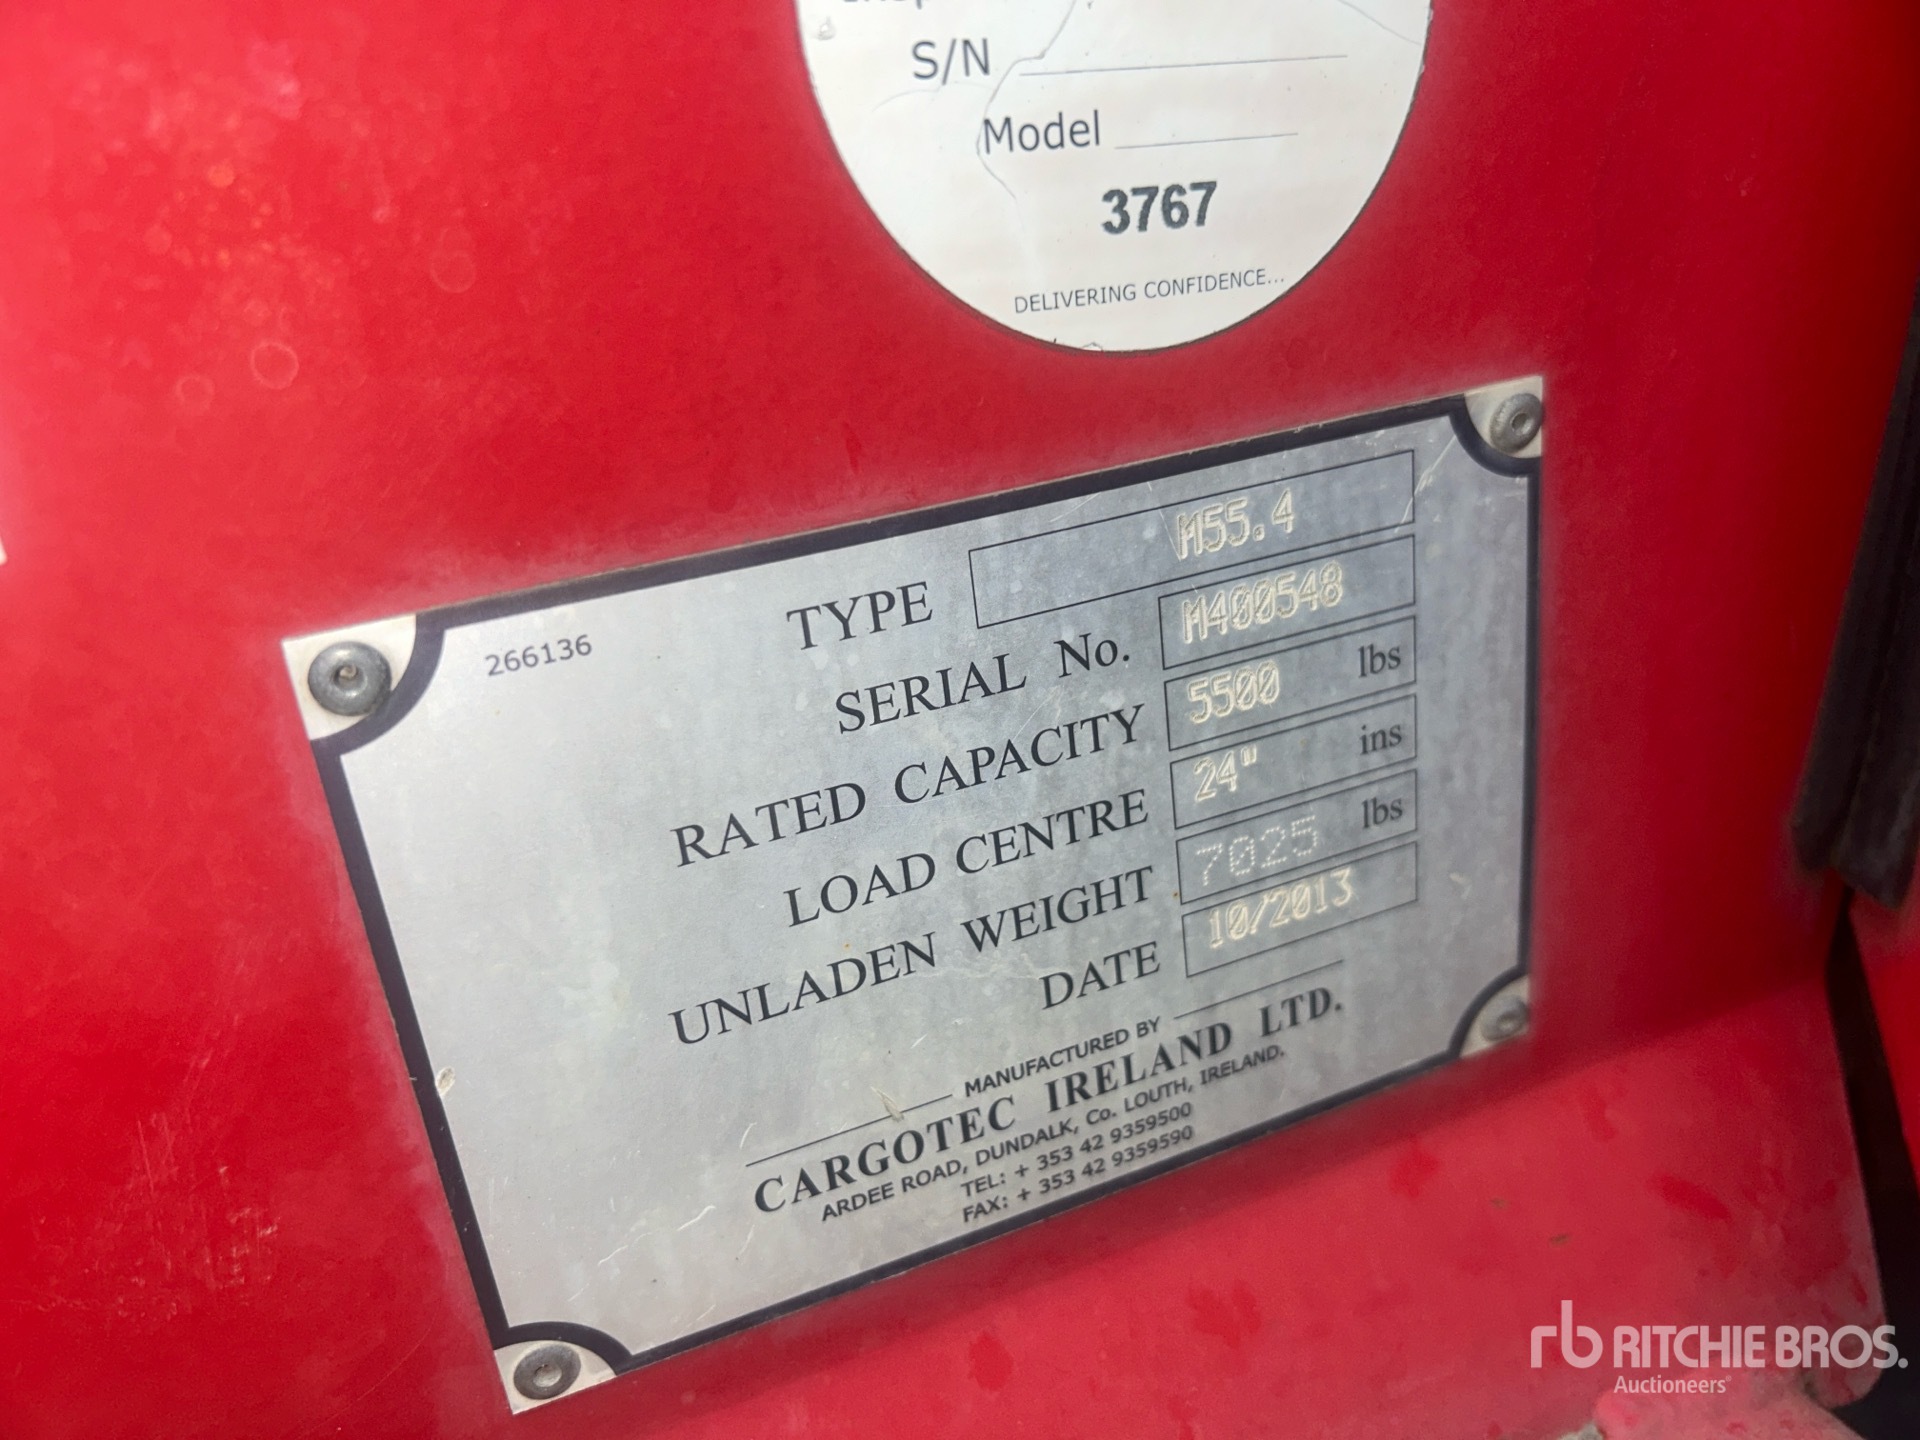 S/N
Model
3767
DELIVERING CONFIDENCE...
266136
TYPE M55.4
SERIAL No. M400548
RATED CAPACITY 5500 lbs
LOAD CENTRE 24" ins
UNLADEN WEIGHT 7025 lbs
DATE 10/2013
MANUFACTURED BY
CARGOTEC IRELAND LTD.
ARDEE ROAD, DUNDALK, Co. LOUTH, IRELAND.
TEL: + 353 42 9359500
FAX: + 353 42 9359590
rb RITCHIE BROS.
Auctioneers